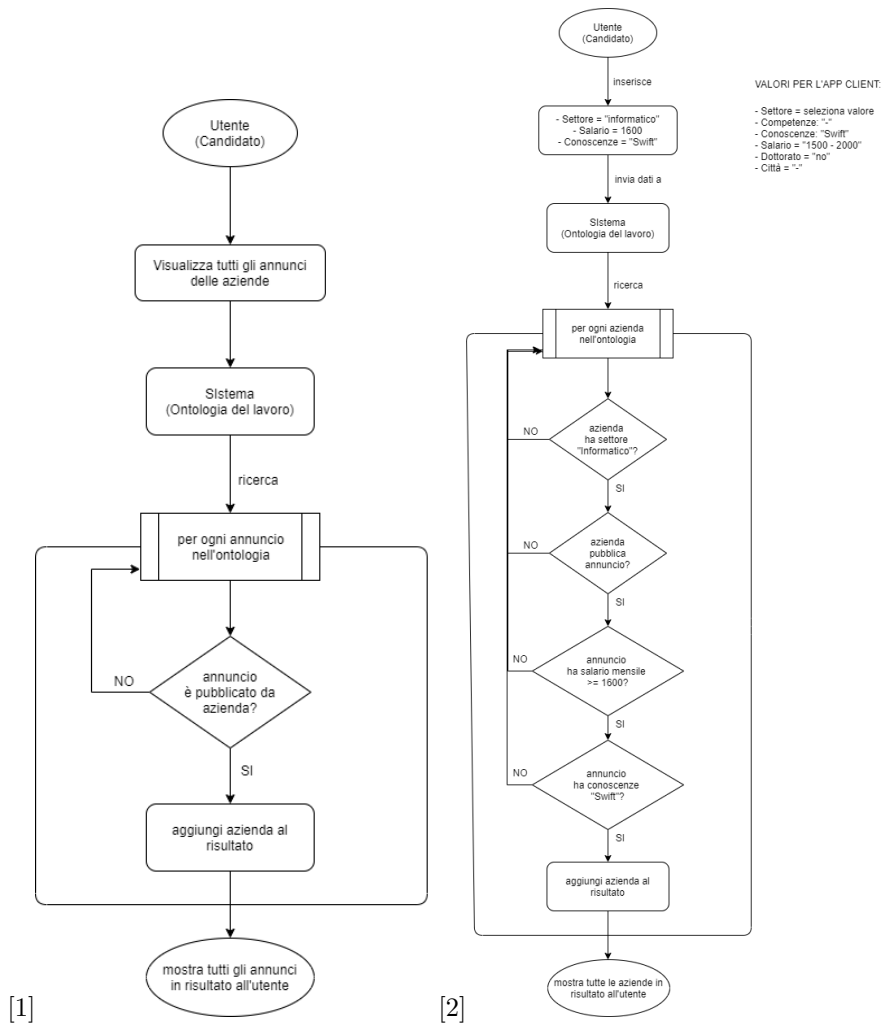 Utente
(Candidato)
Visualizza tutti gli annunci
delle aziende
SIstema
(Ontologia del lavoro)
ricerca
per ogni annuncio
nell'ontologia
NO
annuncio
è pubblicato da
azienda?
SI
aggiungi azienda al
risultato
mostra tutti gli annunci
in risultato all'utente
[1]
Utente
(Candidato)
inserisce
- Settore = "informatico"
- Salario = 1600
- Conoscenze = "Swift"
invia dati a
SIstema
(Ontologia del lavoro)
ricerca
per ogni azienda
nell'ontologia
NO
azienda
ha settore
"Informatico"?
SI
NO
azienda
pubblica
annuncio?
SI
NO
annuncio
ha salario mensile
>= 1600?
SI
NO
annuncio
ha conoscenze
"Swift"?
SI
aggiungi azienda al
risultato
mostra tutte le aziende in
risultato all'utente
[2]
VALORI PER L'APP CLIENT:
- Settore = seleziona valore
- Competenze: "-"
- Conoscenze: "Swift"
- Salario = "1500 - 2000"
- Dottorato = "no"
- Città = "-"